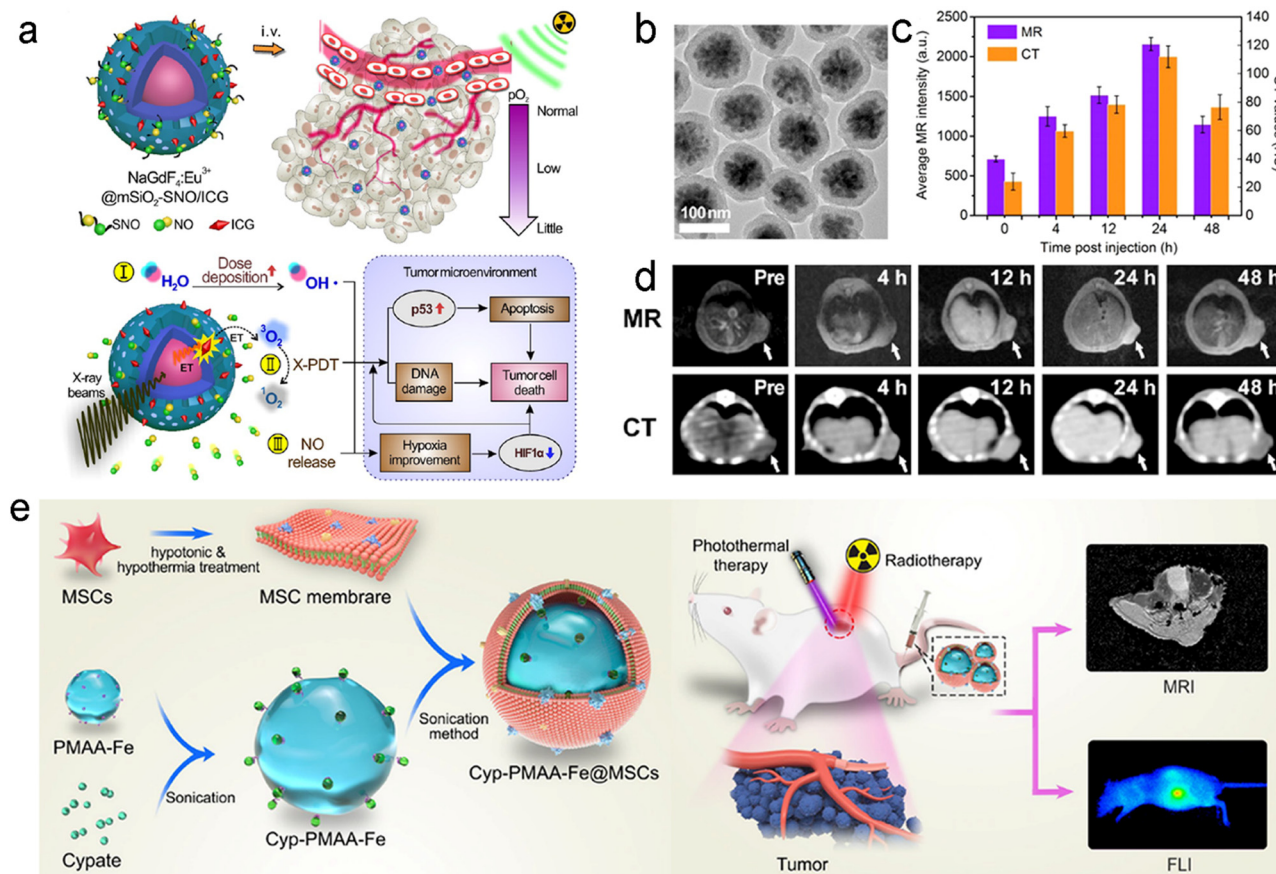 a
i.v.
pO₂
Normal
Low
Little
NaGdF₄:Eu³⁺
@mSiO₂-SNO/ICG
SNO
NO
ICG
I
H₂O
Dose
deposition
OH •
ET
³O₂
II
¹O₂
ET
X-ray
beams
X-PDT
III
NO
release
Tumor microenvironment
p53
Apoptosis
DNA
damage
Tumor cell
death
Hypoxia
improvement
HIF1α
b
100 nm
c
MR
CT
Average MR intensity (a.u.)
2500
2250
2000
1750
1500
1250
1000
750
500
0
140
120
100
80
60
40
20
0
0 4 12 24 48
Time post injection (h)
d
MR
Pre
4 h
12 h
24 h
48 h
CT
Pre
4 h
12 h
24 h
48 h
e
MSCs
hypotonic &
hypothermia treatment
MSC membrare
PMAA-Fe
Cypate
Sonication
Cyp-PMAA-Fe
Sonication
method
Cyp-PMAA-Fe@MSCs
Photothermal
therapy
Radiotherapy
Tumor
MRI
FLI